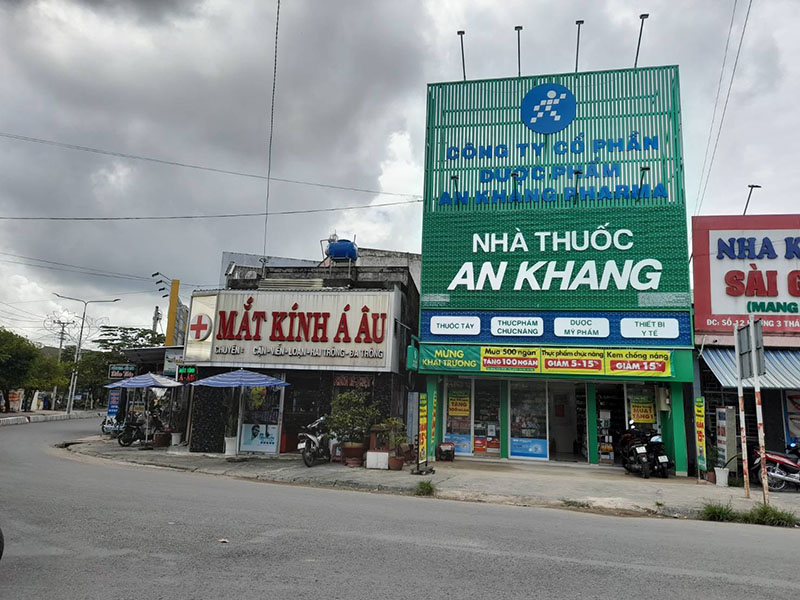 MẮT KÍNH Á ÂU
CHUYÊN: CẬN-VIỄN-LOẠN-HAI TRÒNG-ĐA TRÒNG
CÔNG TY CỔ PHẦN
DƯỢC PHẨM
AN KHANG PHARMA
NHÀ THUỐC
AN KHANG
THUỐC TÂY
THỰC PHẨM
CHỨC NĂNG
DƯỢC
MỸ PHẨM
THIẾT BỊ
Y TẾ
MỪNG
KHAI TRƯƠNG
Mua 500 ngàn
TẶNG 100 NGÀN
Thực phẩm chức năng
GIẢM 5-15%
Kem chống nắng
GIẢM 15%
NHA K
SÀI G
(MANG